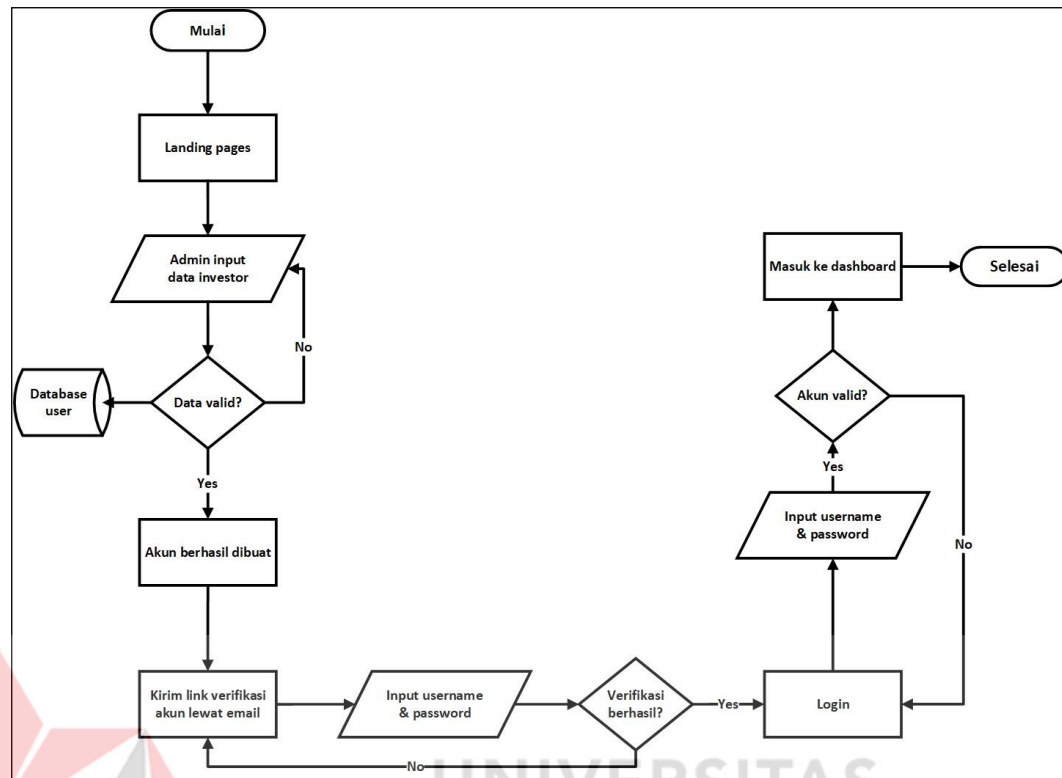 Mulai
Landing pages
Admin input
data investor
No
Database
user
Data valid?
Yes
Akun berhasil dibuat
Kirim link verifikasi
akun lewat email
Input username
& password
Verifikasi
berhasil?
No
Yes
Login
Input username
& password
Yes
Akun valid?
No
Masuk ke dashboard
Selesai
UNIVERSITAS